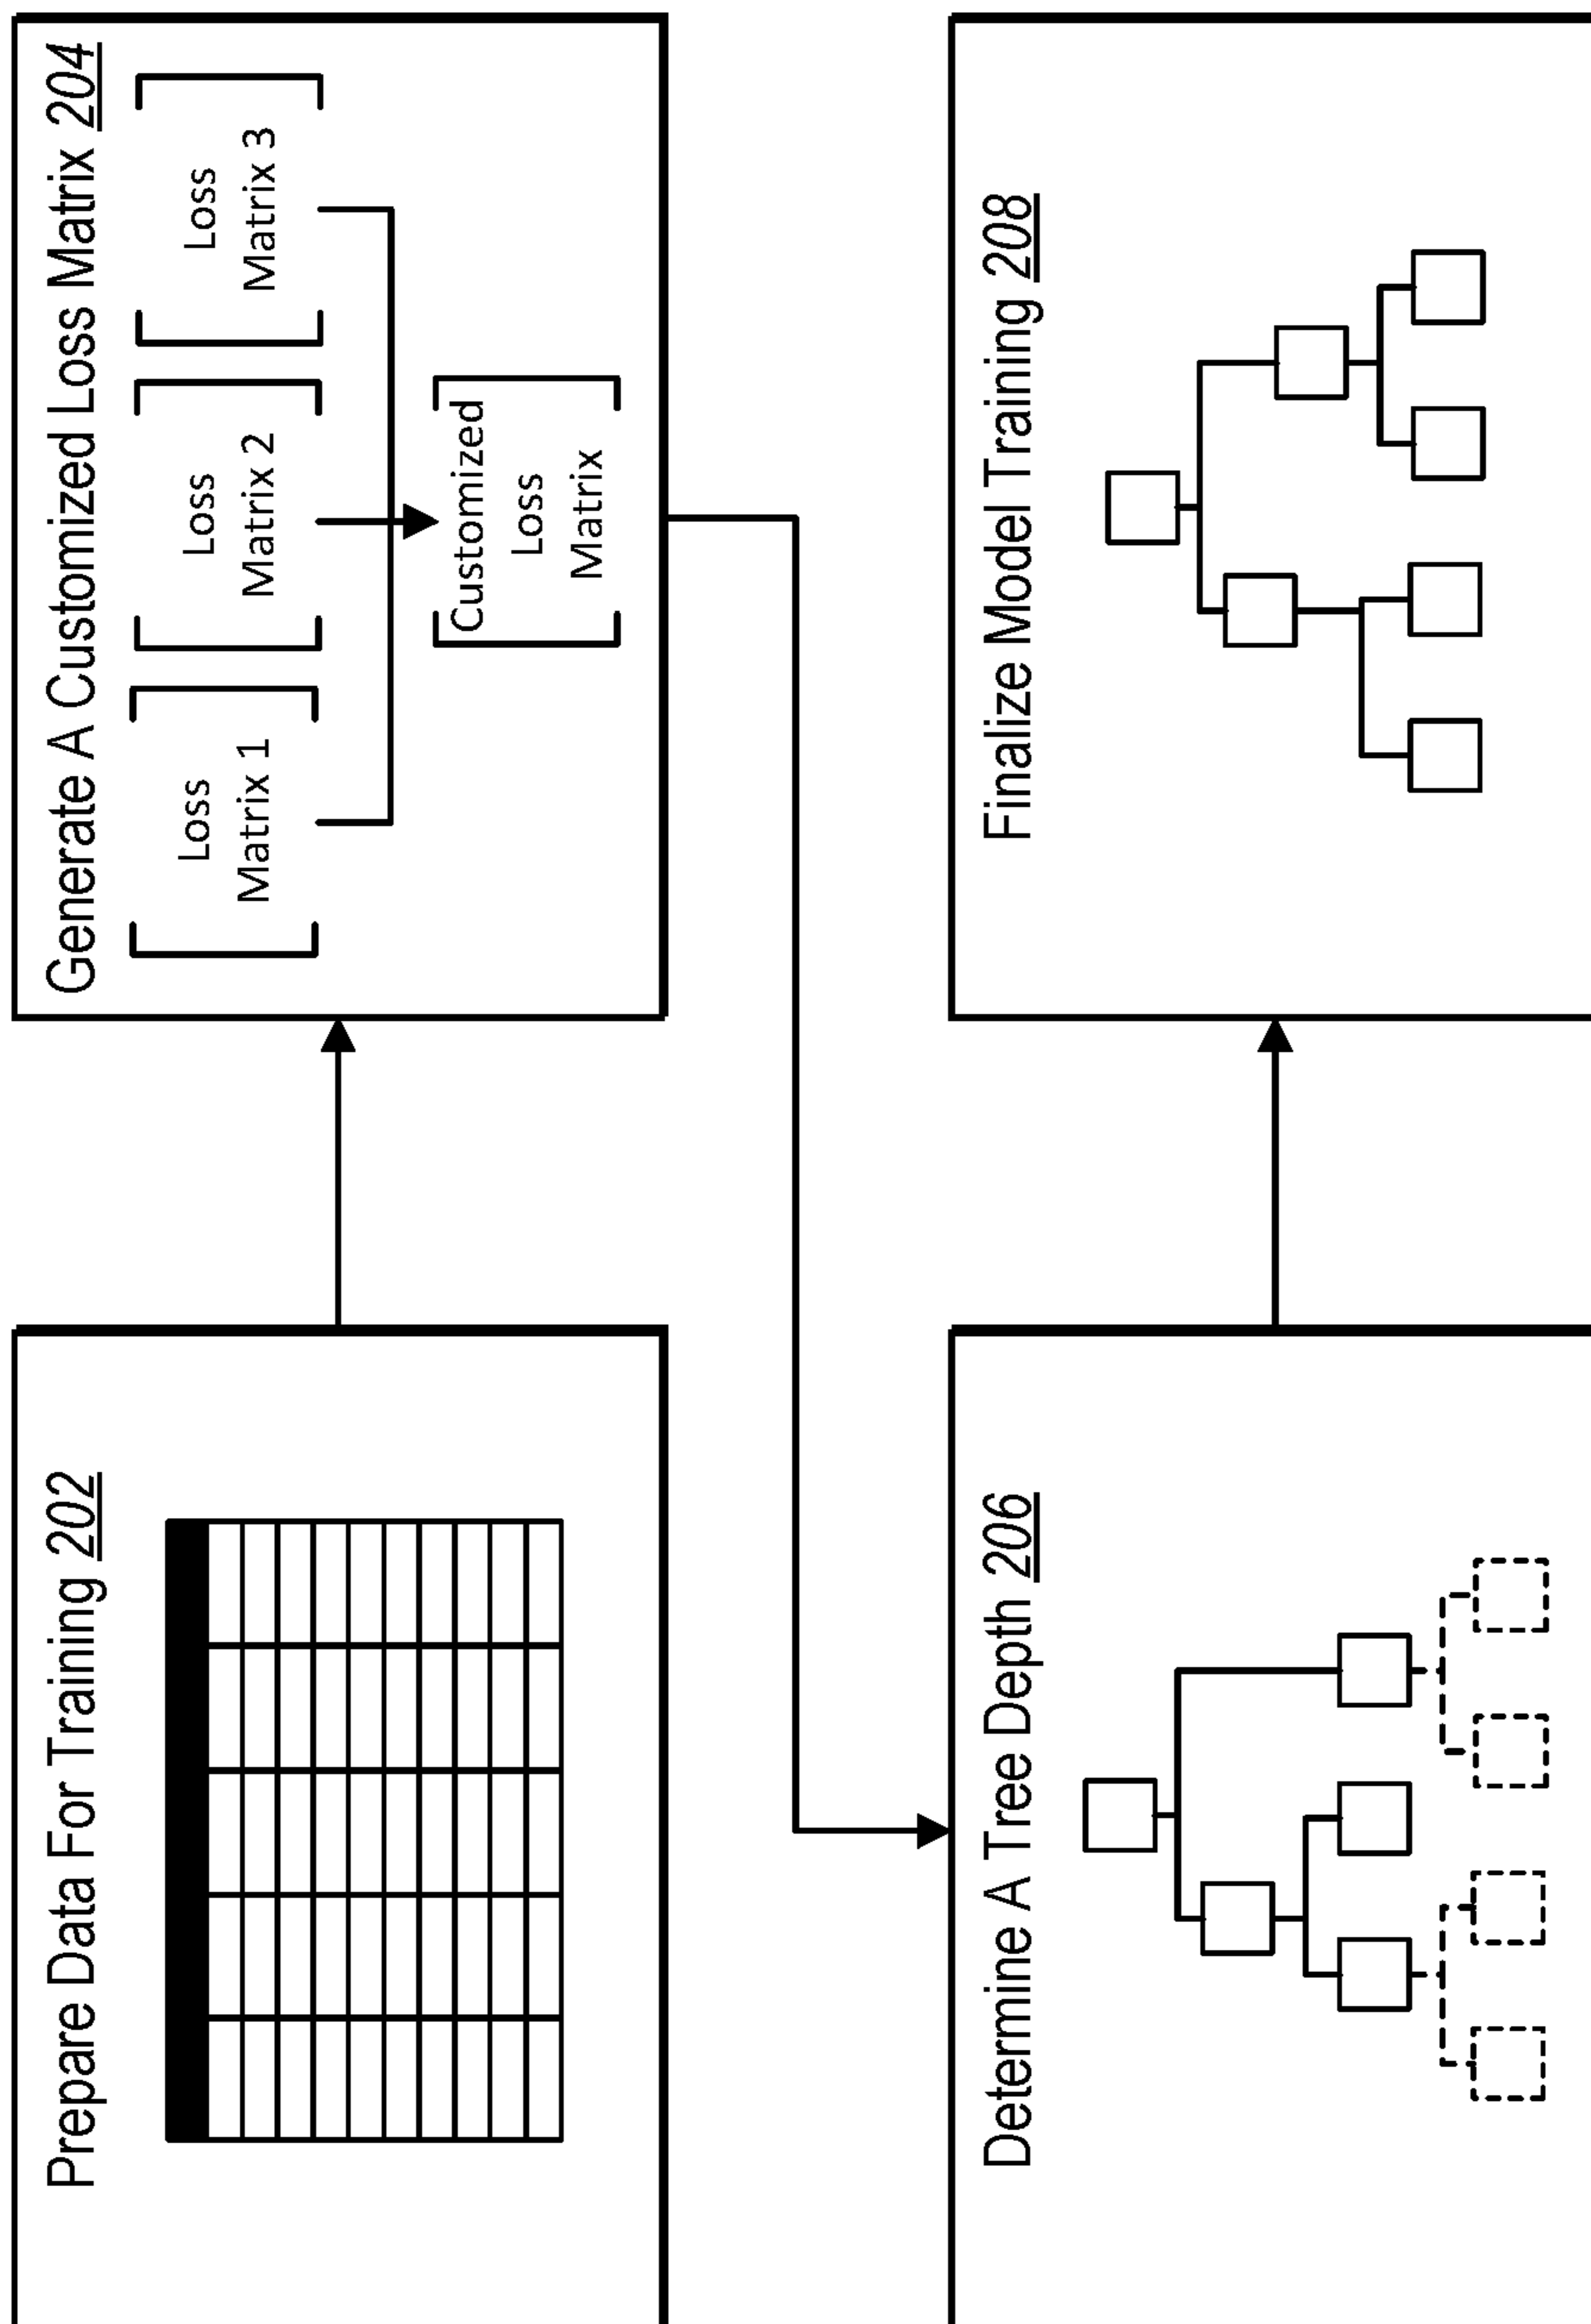 Prepare Data For Training 202
Generate A Customized Loss Matrix 204
Loss
Matrix 1
Loss
Matrix 2
Loss
Matrix 3
Customized
Loss
Matrix
Determine A Tree Depth 206
Finalize Model Training 208